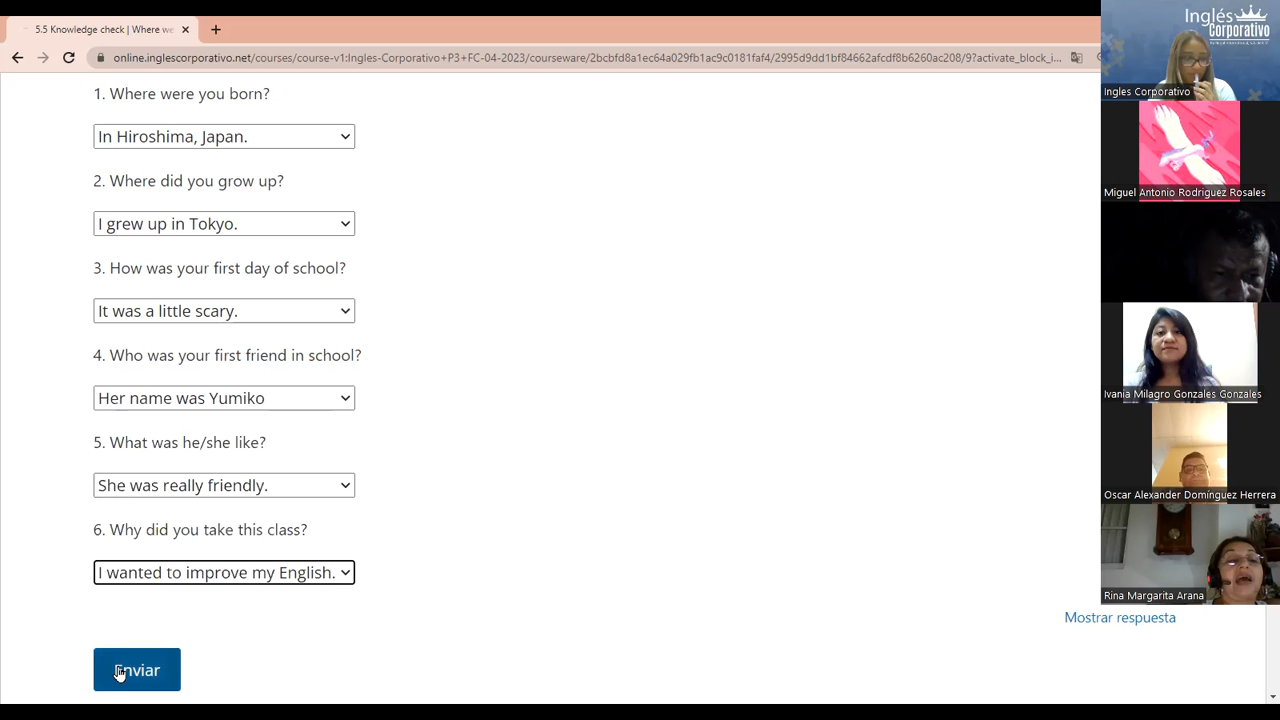 5.5 Knowledge check | Where we
online.inglescorporativo.net/courses/course-v1:Ingles-Corporativo+P3+FC-04-2023/courseware/2bcbfd8a1ec64a029fb1ac9c0181faf4/2995d9dd1bf84662afcdf8b6260ac208/9?activate_block_i...
1. Where were you born?
In Hiroshima, Japan.
2. Where did you grow up?
I grew up in Tokyo.
3. How was your first day of school?
It was a little scary.
4. Who was your first friend in school?
Her name was Yumiko
5. What was he/she like?
She was really friendly.
6. Why did you take this class?
I wanted to improve my English.
Mostrar respuesta
Enviar
Inglés
Corporativo
Ingles Corporativo
Miguel Antonio Rodriguez Rosales
Ivania Milagro Gonzales Gonzales
Oscar Alexander Domínguez Herrera
Rina Margarita Arana